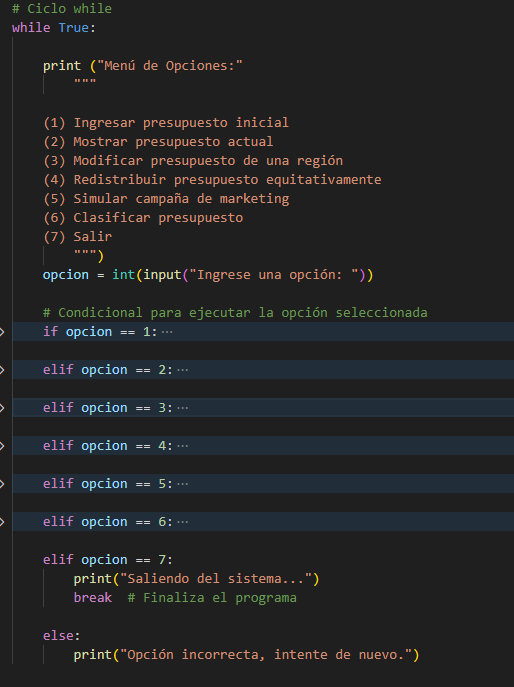 # Ciclo while
while True:
print ("Menú de Opciones:"
"""
(1) Ingresar presupuesto inicial
(2) Mostrar presupuesto actual
(3) Modificar presupuesto de una región
(4) Redistribuir presupuesto equitativamente
(5) Simular campaña de marketing
(6) Clasificar presupuesto
(7) Salir
""")
opcion = int(input("Ingrese una opción: "))
# Condicional para ejecutar la opción seleccionada
if opcion == 1:···
elif opcion == 2:···
elif opcion == 3:···
elif opcion == 4:···
elif opcion == 5:···
elif opcion == 6:···
elif opcion == 7:
print("Saliendo del sistema...")
break  # Finaliza el programa
else:
print("Opción incorrecta, intente de nuevo.")